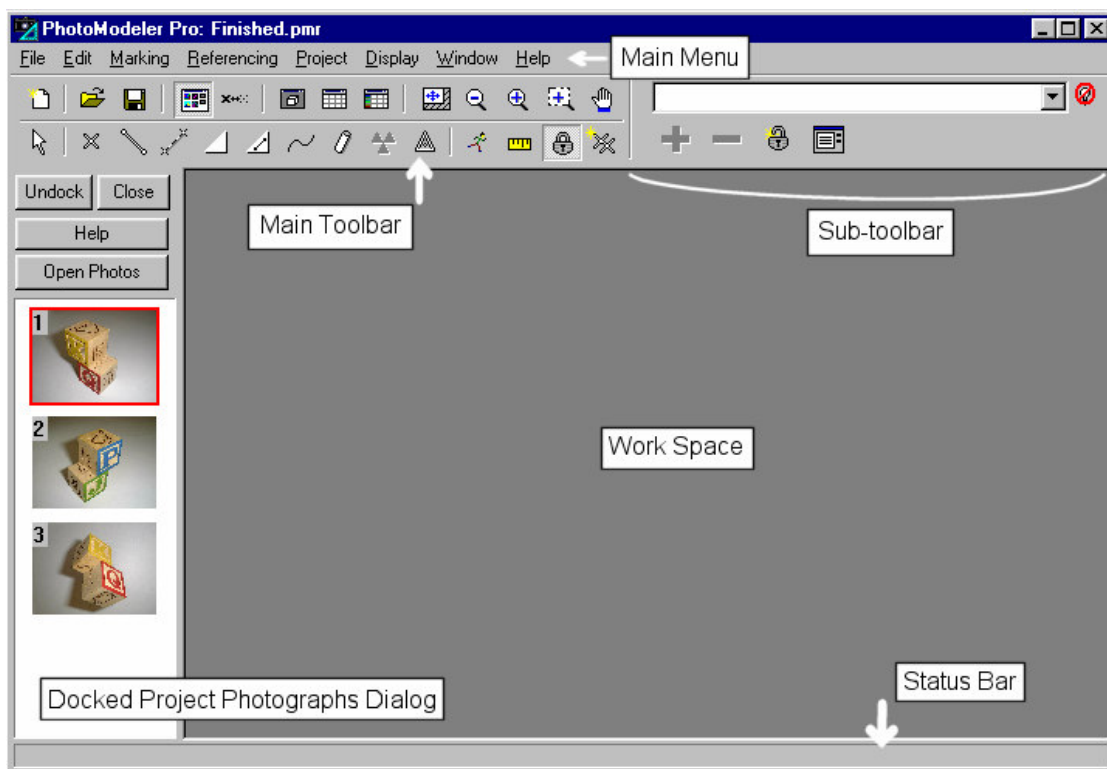 PhotoModeler Pro: Finished.pmr
File Edit Marking Referencing Project Display Window Help
Main Menu
Undock Close
Help
Open Photos
Main Toolbar
Sub-toolbar
1
2
P
3
Q
Work Space
Docked Project Photographs Dialog
Status Bar